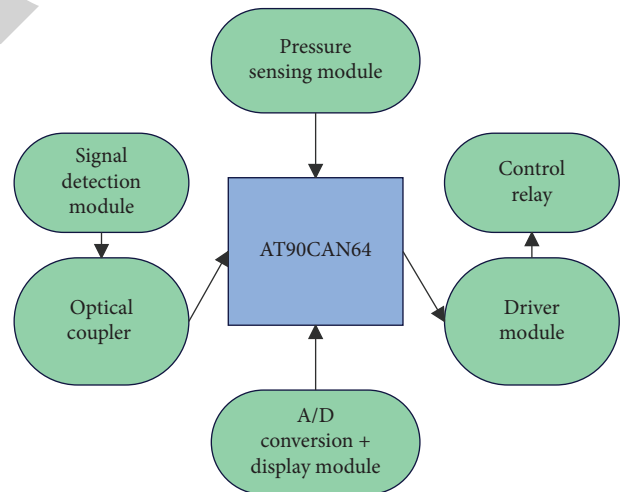 Pressure
sensing module
Signal
detection
module
Control
relay
AT90CAN64
Optical
coupler
Driver
module
A/D
conversion +
display module